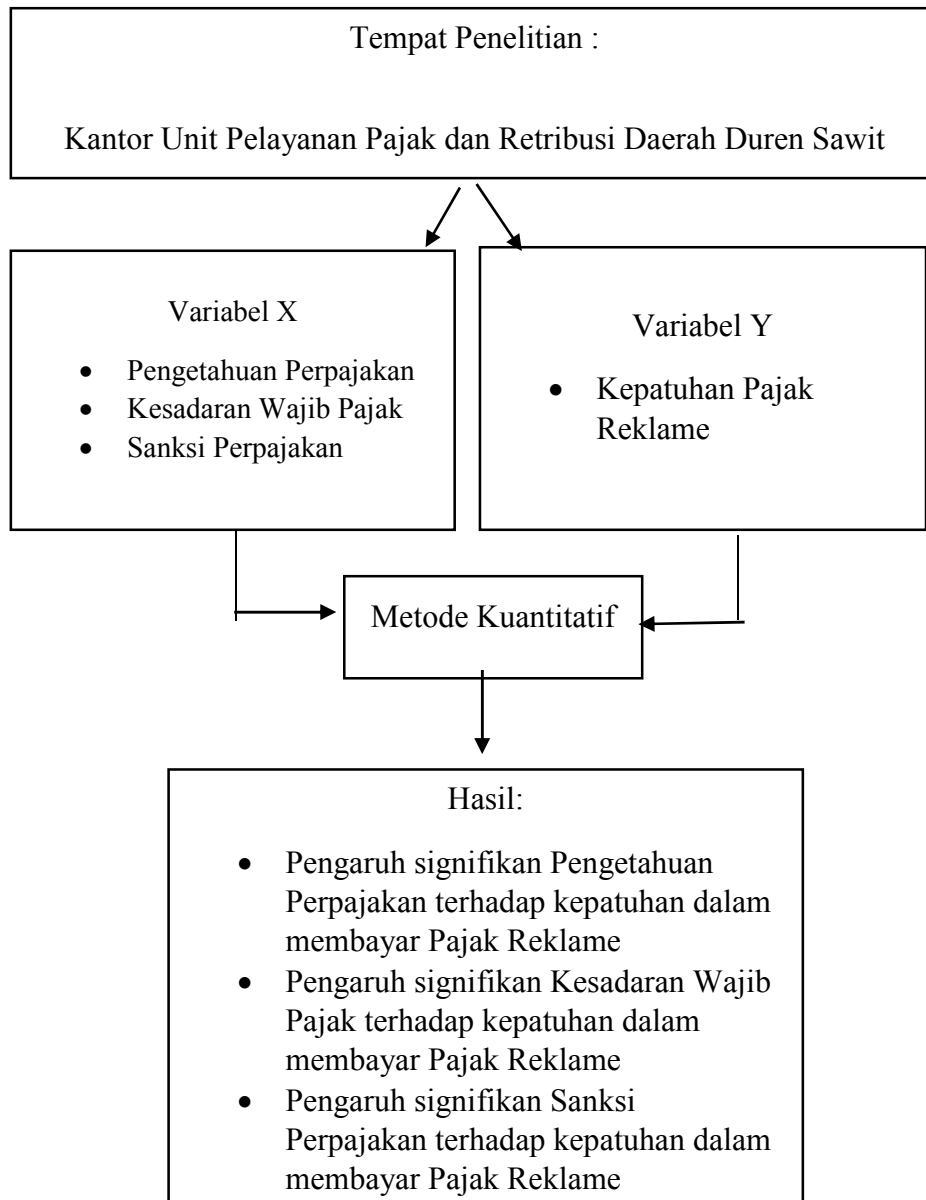 Tempat Penelitian :
Kantor Unit Pelayanan Pajak dan Retribusi Daerah Duren Sawit
Variabel X
• Pengetahuan Perpajakan
• Kesadaran Wajib Pajak
• Sanksi Perpajakan
Variabel Y
• Kepatuhan Pajak
Reklame
Metode Kuantitatif
Hasil:
• Pengaruh signifikan Pengetahuan
Perpajakan terhadap kepatuhan dalam
membayar Pajak Reklame
• Pengaruh signifikan Kesadaran Wajib
Pajak terhadap kepatuhan dalam
membayar Pajak Reklame
• Pengaruh signifikan Sanksi
Perpajakan terhadap kepatuhan dalam
membayar Pajak Reklame